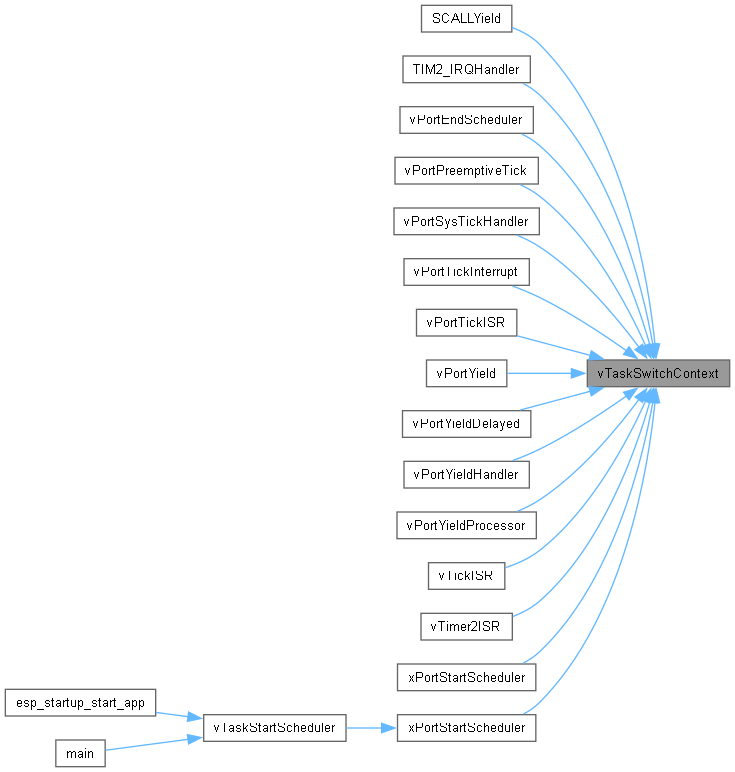 SCALLYield
TIM2_IRQHandler
vPortEndScheduler
vPortPreemptiveTick
vPortSysTickHandler
vPortTickInterrupt
vPortTickISR
vPortYield
vTaskSwitchContext
vPortYieldDelayed
vPortYieldHandler
vPortYieldProcessor
vTickISR
vTimer2ISR
xPortStartScheduler
esp_startup_start_app
vTaskStartScheduler
xPortStartScheduler
main